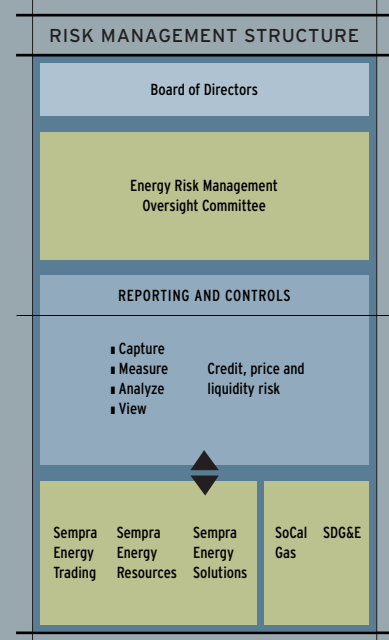 RISK MANAGEMENT STRUCTURE
Board of Directors
Energy Risk Management
Oversight Committee
REPORTING AND CONTROLS
Capture
Measure
Analyze
View
Credit, price and
liquidity risk
Sempra
Energy
Trading
Sempra
Energy
Resources
Sempra
Energy
Solutions
SoCal
Gas
SDG&E